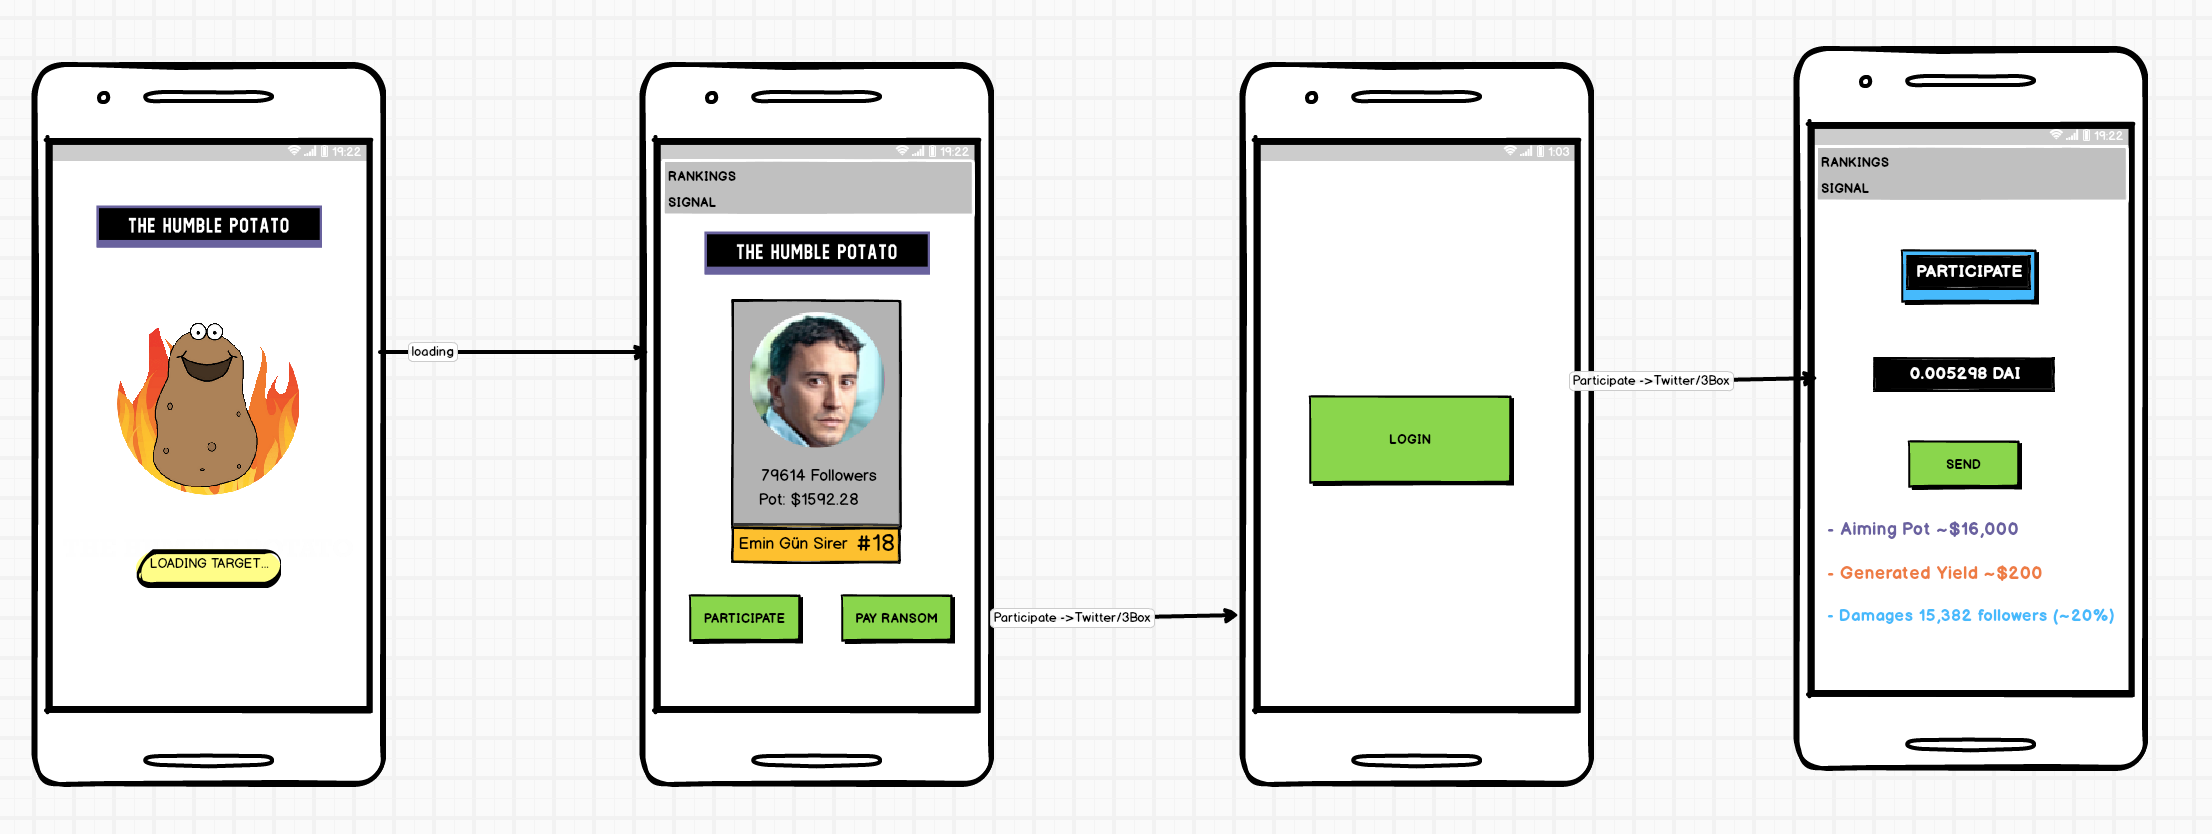 19:22
THE HUMBLE POTATO
LOADING TARGET...
loading
19:22
RANKINGS
SIGNAL
THE HUMBLE POTATO
79614 Followers
Pot: $1592.28
Emin Gün Sirer #18
PARTICIPATE
PAY RANSOM
Participate ->Twitter/3Box
1:03
LOGIN
Participate ->Twitter/3Box
19:22
RANKINGS
SIGNAL
PARTICIPATE
0.005298 DAI
SEND
- Aiming Pot ~$16,000
- Generated Yield ~$200
- Damages 15,382 followers (~20%)